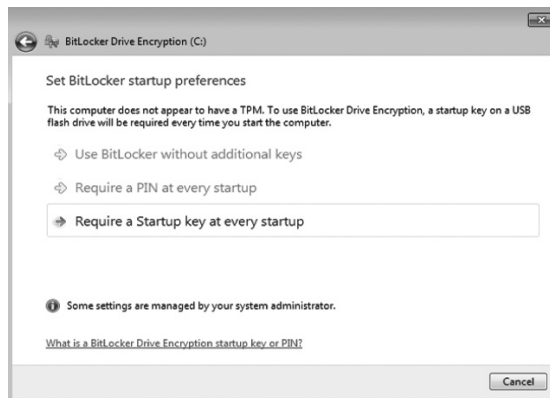 BitLocker Drive Encryption (C:)
Set BitLocker startup preferences
This computer does not appear to have a TPM. To use BitLocker Drive Encryption, a startup key on a USB
flash drive will be required every time you start the computer.
Use BitLocker without additional keys
Require a PIN at every startup
Require a Startup key at every startup
Some settings are managed by your system administrator.
What is a BitLocker Drive Encryption startup key or PIN?
Cancel